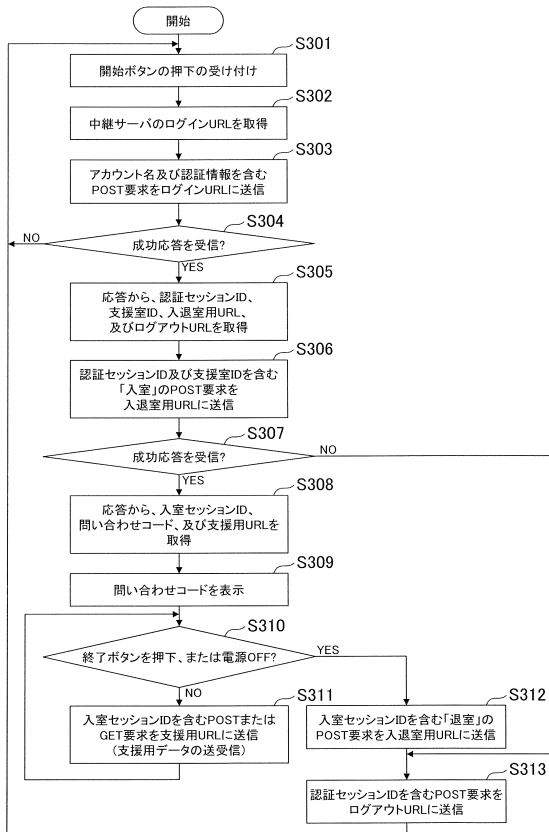 開始
S301
開始ボタンの押下の受け付け
S302
中継サーバのログインURLを取得
S303
アカウント名及び認証情報を含む
POST要求をログインURLに送信
S304
成功応答を受信?
NO
YES
S305
応答から、認証セッションID、
支援室ID、入退室用URL、
及びログアウトURLを取得
S306
認証セッションID及び支援室IDを含む
「入室」のPOST要求を
入退室用URLに送信
S307
成功応答を受信?
NO
YES
S308
応答から、入室セッションID、
問い合わせコード、及び支援用URLを
取得
S309
問い合わせコードを表示
S310
終了ボタンを押下、または電源OFF?
YES
NO
S311
入室セッションIDを含むPOSTまたは
GET要求を支援用URLに送信
(支援用データの送受信)
S312
入室セッションIDを含む「退室」の
POST要求を入退室用URLに送信
S313
認証セッションIDを含むPOST要求を
ログアウトURLに送信